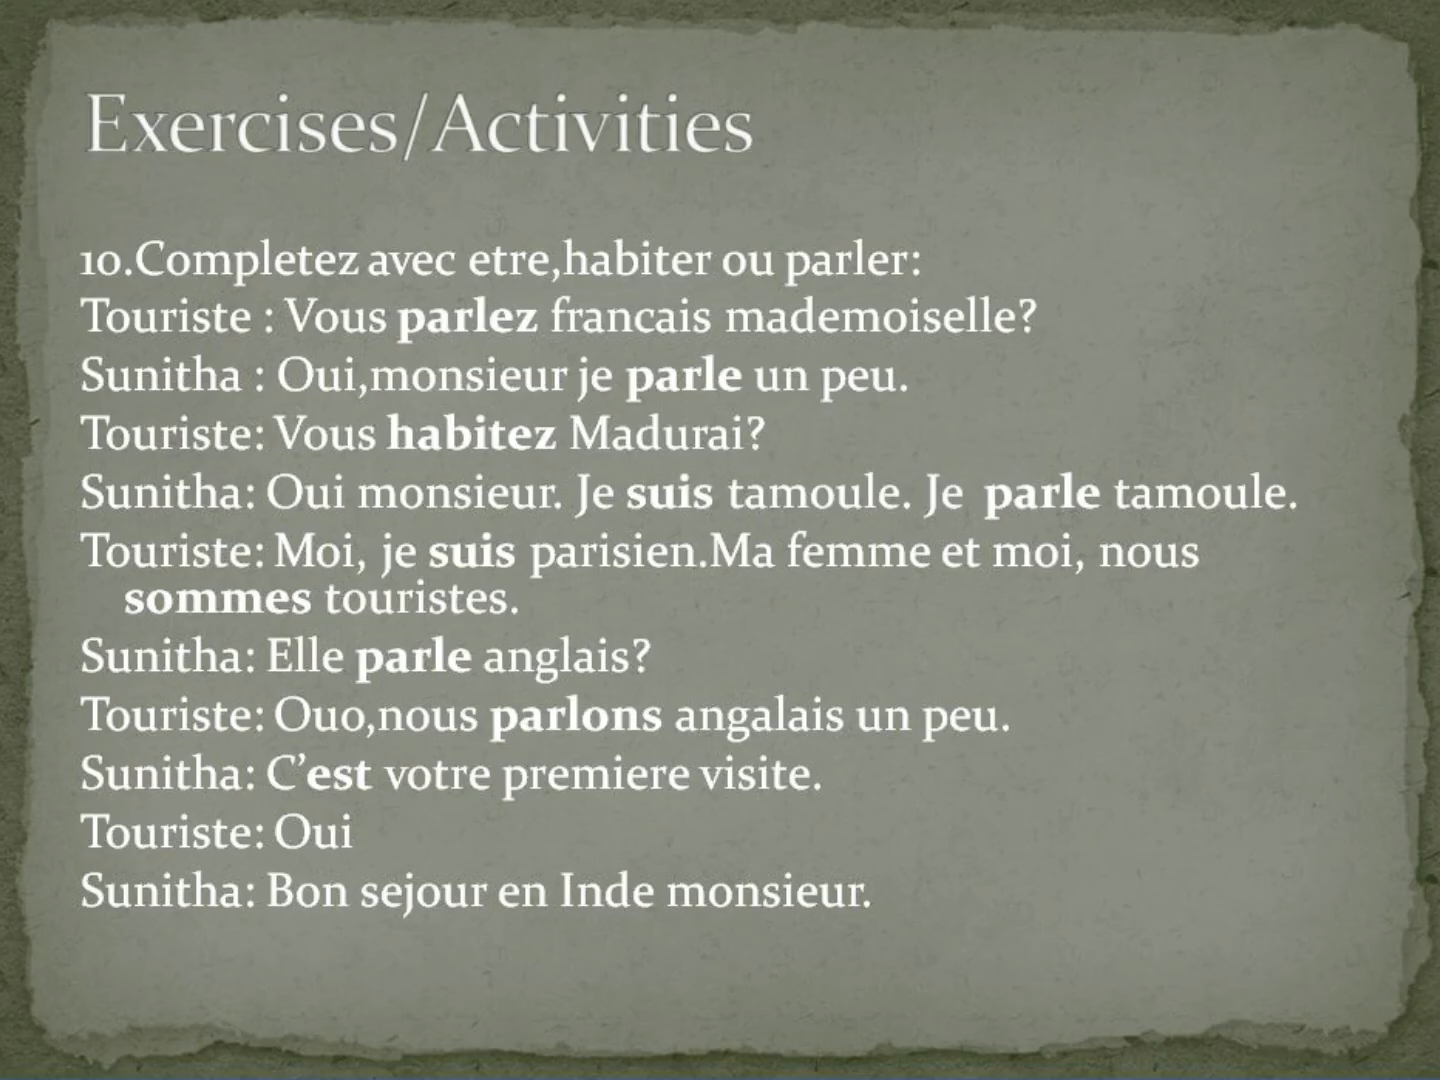 Exercises/Activities
10.Completez avec etre,habiter ou parler:
Touriste : Vous parlez francais mademoiselle?
Sunitha : Oui,monsieur je parle un peu.
Touriste: Vous habitez Madurai?
Sunitha: Oui monsieur. Je suis tamoule. Je parle tamoule.
Touriste: Moi, je suis parisien.Ma femme et moi, nous
sommes touristes.
Sunitha: Elle parle anglais?
Touriste: Ouo,nous parlons angalais un peu.
Sunitha: C’est votre premiere visite.
Touriste: Oui
Sunitha: Bon sejour en Inde monsieur.